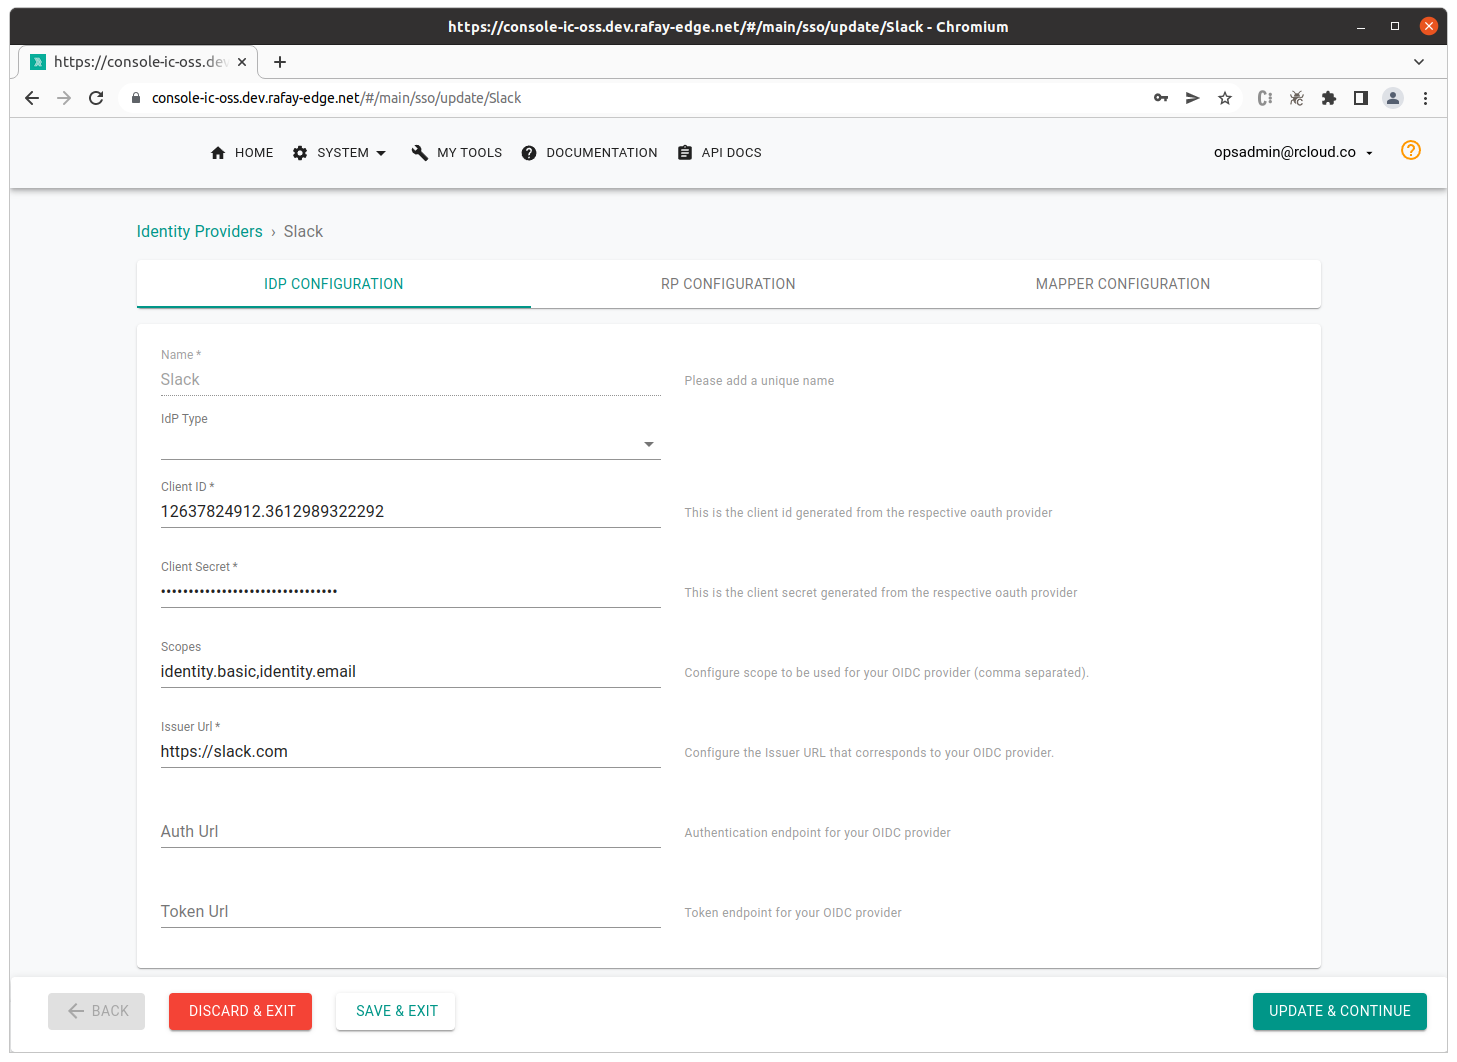 https://console-ic-oss.dev.rafay-edge.net/#/main/sso/update/Slack - Chromium
https://console-ic-oss.dev
console-ic-oss.dev.rafay-edge.net/#/main/sso/update/Slack
HOME SYSTEM MY TOOLS DOCUMENTATION API DOCS opsadmin@rcloud.co
Identity Providers › Slack
IDP CONFIGURATION RP CONFIGURATION MAPPER CONFIGURATION
Name *
Slack Please add a unique name
IdP Type
Client ID *
12637824912.3612989322292 This is the client id generated from the respective oauth provider
Client Secret *
•••••••••••••••••••••••••••••••• This is the client secret generated from the respective oauth provider
Scopes
identity.basic,identity.email Configure scope to be used for your OIDC provider (comma separated).
Issuer Url *
https://slack.com Configure the Issuer URL that corresponds to your OIDC provider.
Auth Url Authentication endpoint for your OIDC provider
Token Url Token endpoint for your OIDC provider
BACK DISCARD & EXIT SAVE & EXIT UPDATE & CONTINUE